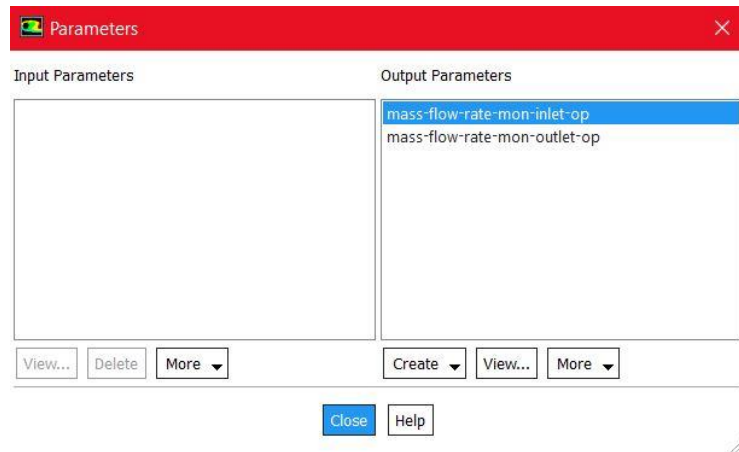 Parameters
Input Parameters
Output Parameters
mass-flow-rate-mon-inlet-op
mass-flow-rate-mon-outlet-op
View... Delete More
Create View... More
Close Help